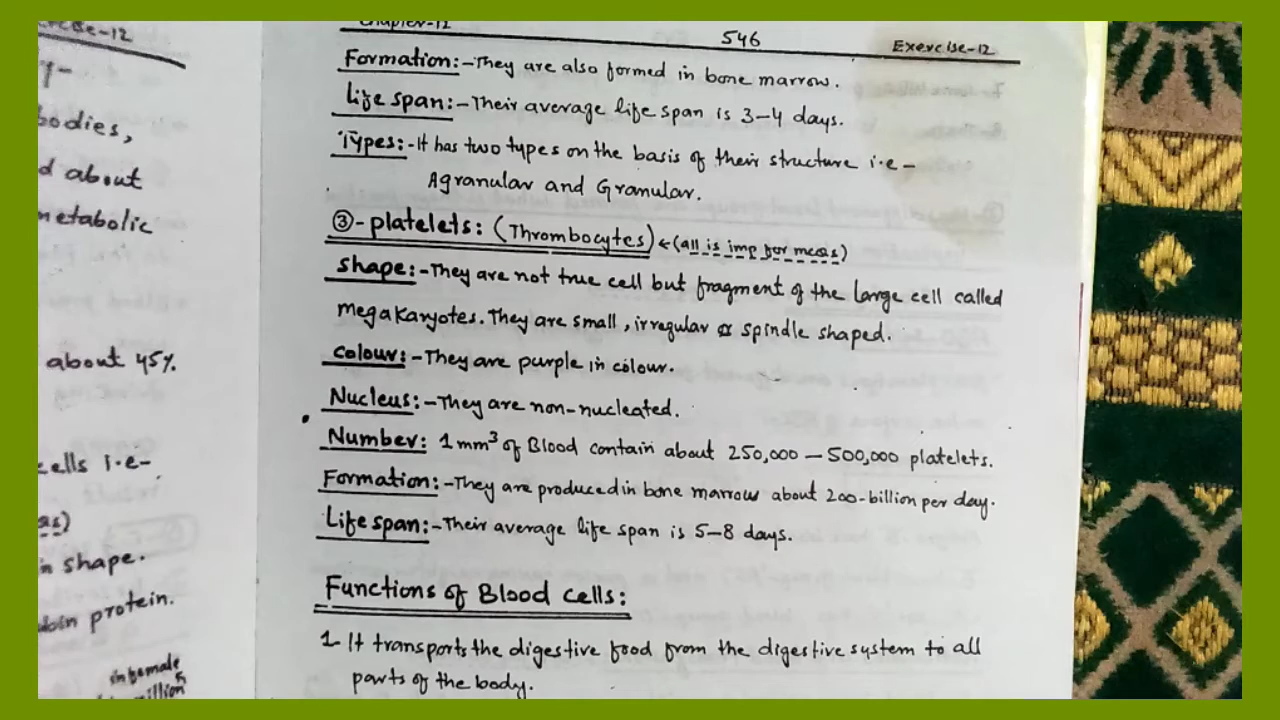 Exercise-12
bodies,
d about
metabolic
about 45%.
cells i.e-
n shape.
protein.
in female
Chapter-12 546 Exercise-12
Formation:- They are also formed in bone marrow.
Life span:- Their average life span is 3-4 days.
Types:- It has two types on the basis of their structure i.e-
Agranular and Granular.
③- platelets: (Thrombocytes) ← (all is imp for mcqs)
Shape:- They are not true cell but fragment of the large cell called
Megakaryotes. They are small, irregular or spindle shaped.
Colour:- They are purple in colour.
Nucleus:- They are non-nucleated.
Number: 1 mm³ of Blood contain about 250,000 – 500,000 platelets.
Formation:- They are produced in bone marrow about 200-billion per day.
Life span:- Their average life span is 5-8 days.
Functions of Blood cells:
1- It transports the digestive food from the digestive system to all
parts of the body.